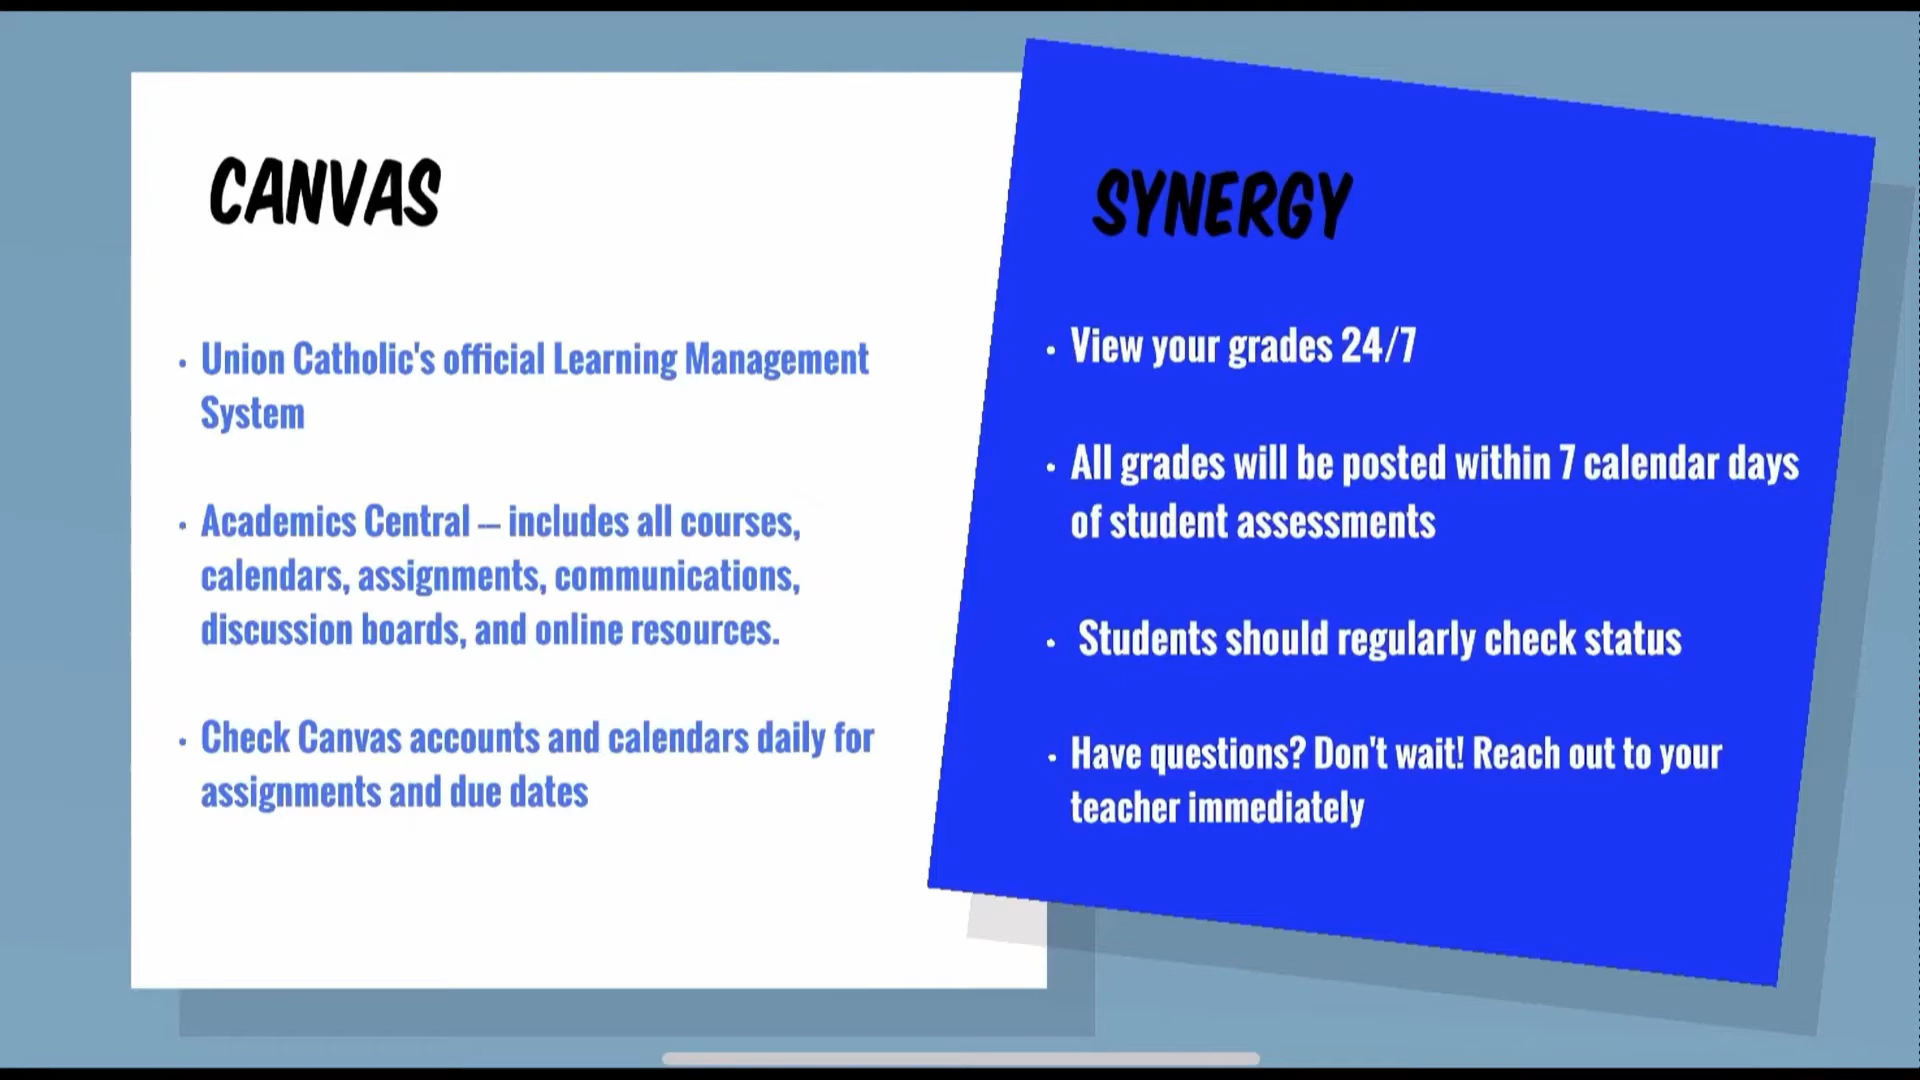 CANVAS
• Union Catholic's official Learning Management
System
• Academics Central – includes all courses,
calendars, assignments, communications,
discussion boards, and online resources.
• Check Canvas accounts and calendars daily for
assignments and due dates
SYNERGY
• View your grades 24/7
• All grades will be posted within 7 calendar days
of student assessments
• Students should regularly check status
• Have questions? Don't wait! Reach out to your
teacher immediately